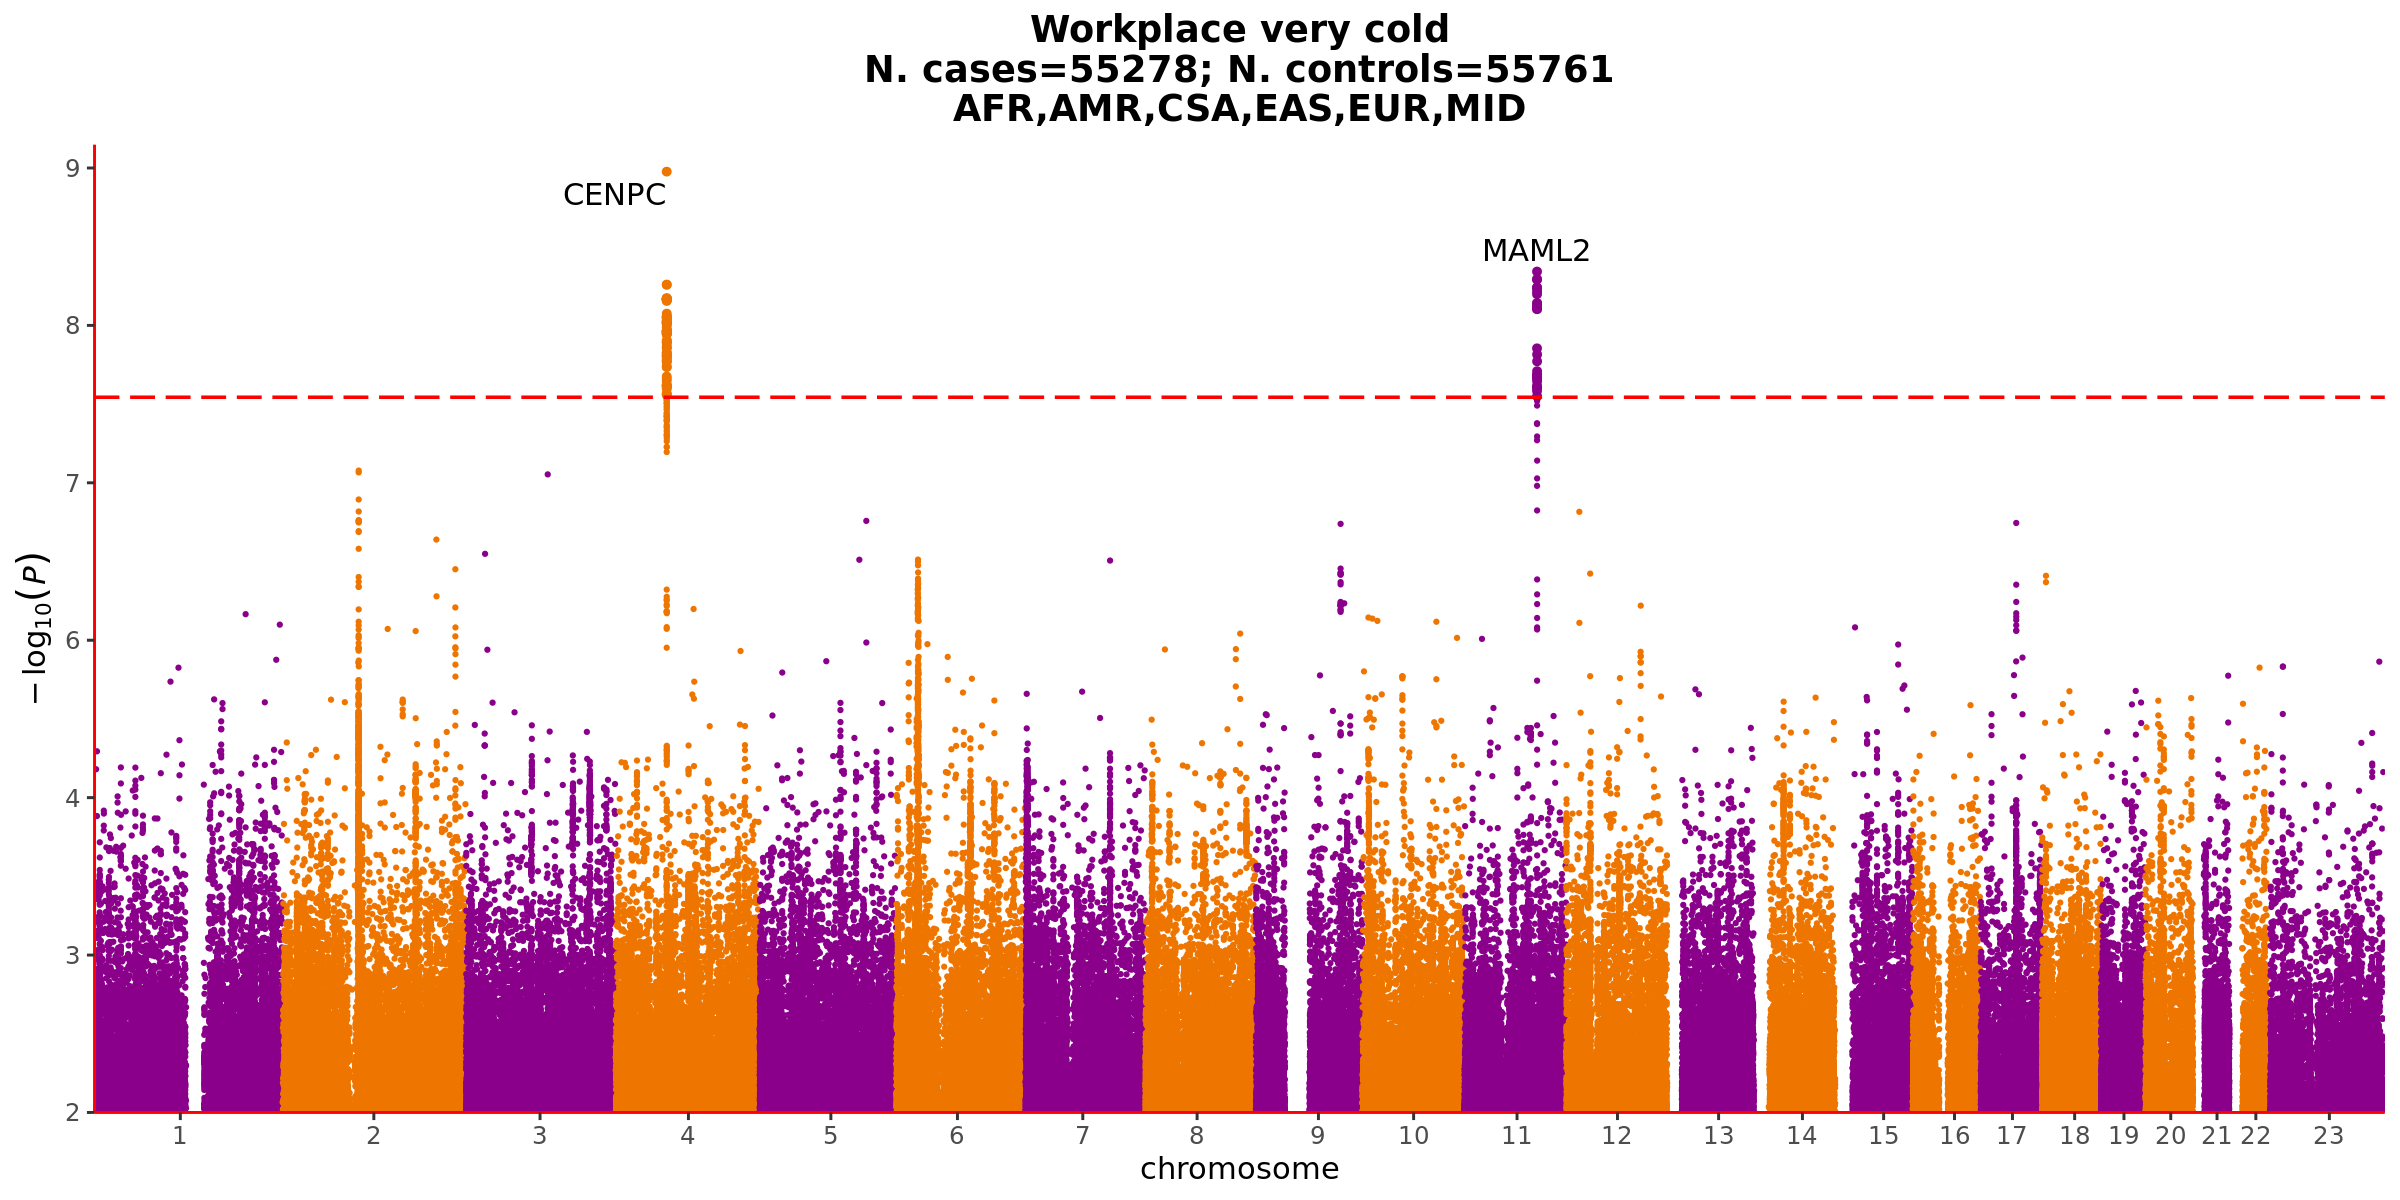 Workplace very cold
N. cases=55278; N. controls=55761
AFR,AMR,CSA,EAS,EUR,MID
9
CENPC
MAML2
8
7
6
5
4
3
2
−log10(P)
1 2 3 4 5 6 7 8 9 10 11 12 13 14 15 16 17 18 19 20 21 22 23
chromosome